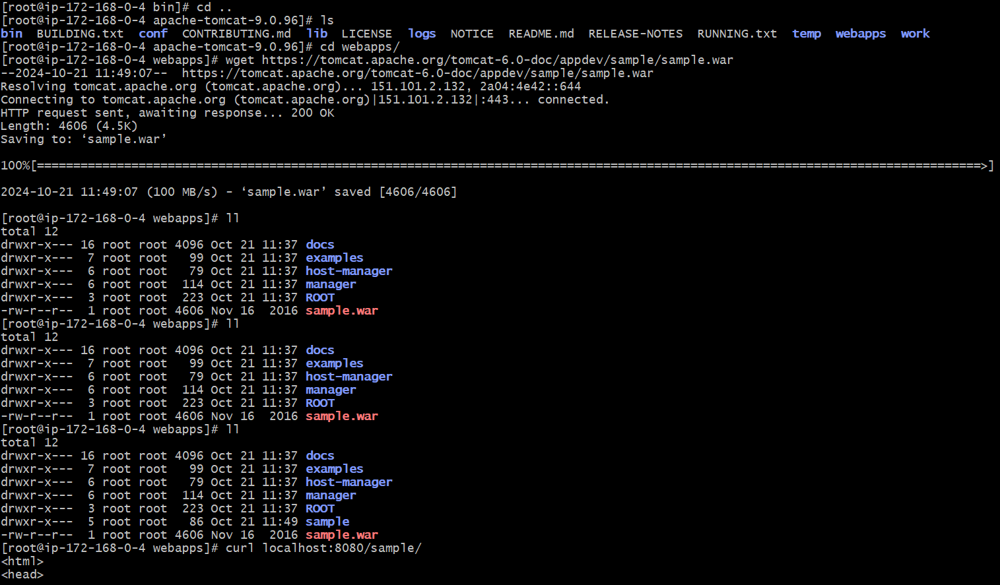 [root@ip-172-168-0-4 bin]# cd ..
[root@ip-172-168-0-4 apache-tomcat-9.0.96]# ls
bin  BUILDING.txt  conf  CONTRIBUTING.md  lib  LICENSE  logs  NOTICE  README.md  RELEASE-NOTES  RUNNING.txt  temp  webapps  work
[root@ip-172-168-0-4 apache-tomcat-9.0.96]# cd webapps/
[root@ip-172-168-0-4 webapps]# wget https://tomcat.apache.org/tomcat-6.0-doc/appdev/sample/sample.war
--2024-10-21 11:49:07--  https://tomcat.apache.org/tomcat-6.0-doc/appdev/sample/sample.war
Resolving tomcat.apache.org (tomcat.apache.org)... 151.101.2.132, 2a04:4e42::644
Connecting to tomcat.apache.org (tomcat.apache.org)|151.101.2.132|:443... connected.
HTTP request sent, awaiting response... 200 OK
Length: 4606 (4.5K)
Saving to: ‘sample.war’
100%[==================================================================================================================================>]
2024-10-21 11:49:07 (100 MB/s) - ‘sample.war’ saved [4606/4606]
[root@ip-172-168-0-4 webapps]# ll
total 12
drwxr-x--- 16 root root 4096 Oct 21 11:37 docs
drwxr-x---  7 root root   99 Oct 21 11:37 examples
drwxr-x---  6 root root   79 Oct 21 11:37 host-manager
drwxr-x---  6 root root  114 Oct 21 11:37 manager
drwxr-x---  3 root root  223 Oct 21 11:37 ROOT
-rw-r--r--  1 root root 4606 Nov 16  2016 sample.war
[root@ip-172-168-0-4 webapps]# ll
total 12
drwxr-x--- 16 root root 4096 Oct 21 11:37 docs
drwxr-x---  7 root root   99 Oct 21 11:37 examples
drwxr-x---  6 root root   79 Oct 21 11:37 host-manager
drwxr-x---  6 root root  114 Oct 21 11:37 manager
drwxr-x---  3 root root  223 Oct 21 11:37 ROOT
-rw-r--r--  1 root root 4606 Nov 16  2016 sample.war
[root@ip-172-168-0-4 webapps]# ll
total 12
drwxr-x--- 16 root root 4096 Oct 21 11:37 docs
drwxr-x---  7 root root   99 Oct 21 11:37 examples
drwxr-x---  6 root root   79 Oct 21 11:37 host-manager
drwxr-x---  6 root root  114 Oct 21 11:37 manager
drwxr-x---  3 root root  223 Oct 21 11:37 ROOT
drwxr-x---  5 root root   86 Oct 21 11:49 sample
-rw-r--r--  1 root root 4606 Nov 16  2016 sample.war
[root@ip-172-168-0-4 webapps]# curl localhost:8080/sample/
<html>
<head>